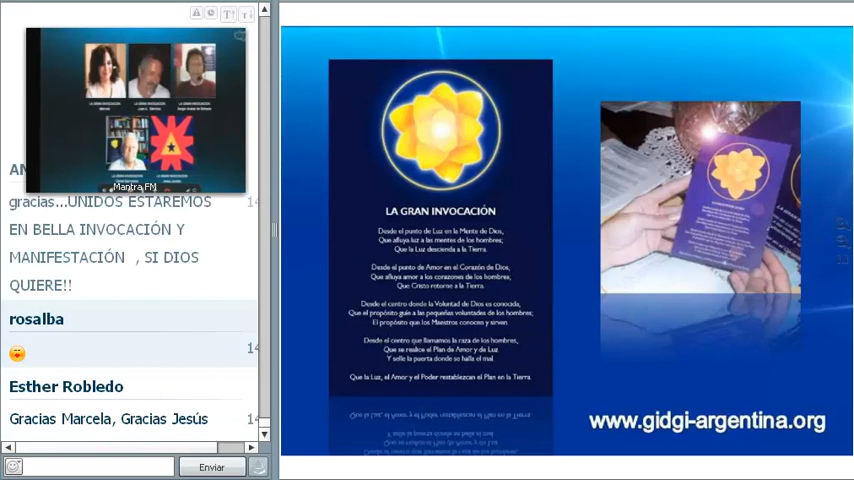 Mantra FM
gracias...UNIDOS ESTAREMOS
EN BELLA INVOCACIÓN Y
MANIFESTACIÓN , SI DIOS
QUIERE!!
rosalba
Esther Robledo
Gracias Marcela, Gracias Jesús
Enviar
LA GRAN INVOCACIÓN
Desde el punto de Luz en la Mente de Dios,
Que afluya luz a las mentes de los hombres;
Que la Luz descienda a la Tierra.
Desde el punto de Amor en el Corazón de Dios,
Que afluya amor a los corazones de los hombres;
Que Cristo retorne a la Tierra.
Desde el centro donde la Voluntad de Dios es conocida,
Que el propósito guíe a las pequeñas voluntades de los hombres;
El propósito que los Maestros conocen y sirven.
Desde el centro que llamamos la raza de los hombres,
Que se realice el Plan de Amor y de Luz
Y selle la puerta donde se halla el mal.
Que la Luz, el Amor y el Poder restablezcan el Plan en la Tierra.
www.gidgi-argentina.org